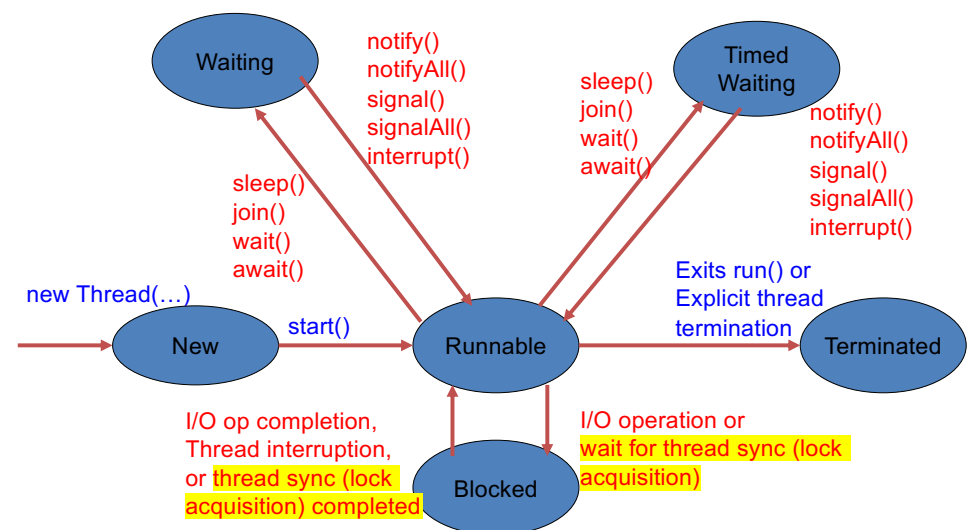 Waiting
notify()
notifyAll()
signal()
signalAll()
interrupt()
sleep()
join()
wait()
await()
Timed
Waiting
sleep()
join()
wait()
await()
notify()
notifyAll()
signal()
signalAll()
interrupt()
new Thread(…)
New
start()
Runnable
Exits run() or
Explicit thread
termination
Terminated
I/O op completion,
Thread interruption,
or thread sync (lock
acquisition) completed
Blocked
I/O operation or
wait for thread sync (lock
acquisition)